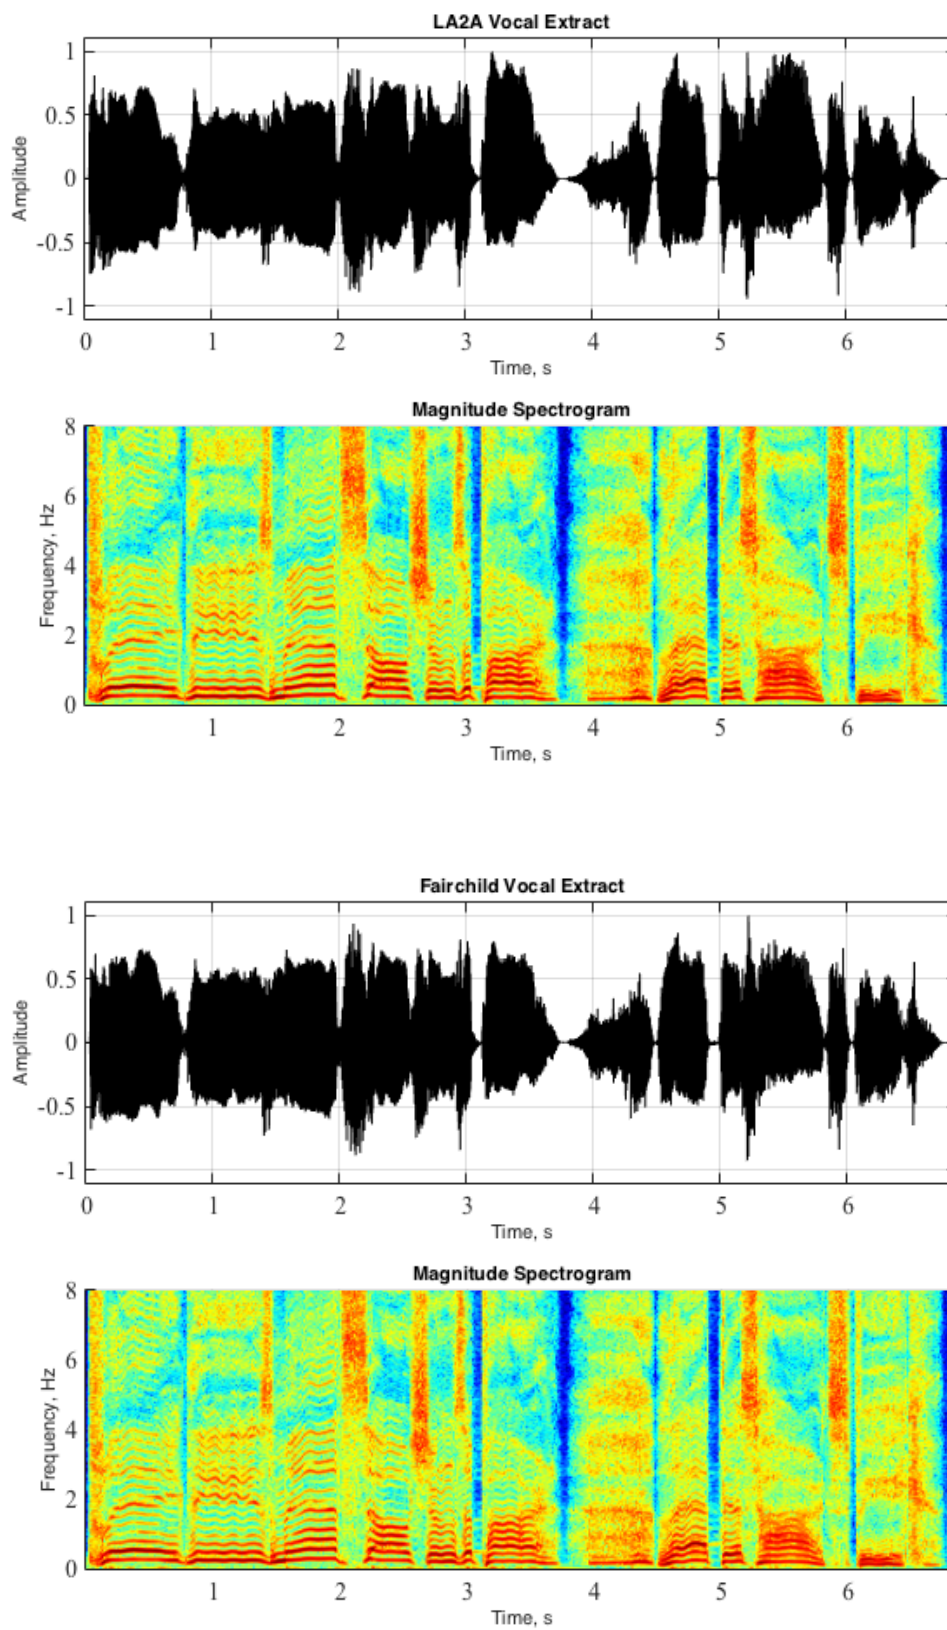 LA2A Vocal Extract
1
0.5
0
-0.5
-1
Amplitude
0 1 2 3 4 5 6
Time, s
Magnitude Spectrogram
8
6
4
2
0
Frequency, Hz
1 2 3 4 5 6
Time, s
Fairchild Vocal Extract
1
0.5
0
-0.5
-1
Amplitude
0 1 2 3 4 5 6
Time, s
Magnitude Spectrogram
8
6
4
2
0
Frequency, Hz
1 2 3 4 5 6
Time, s